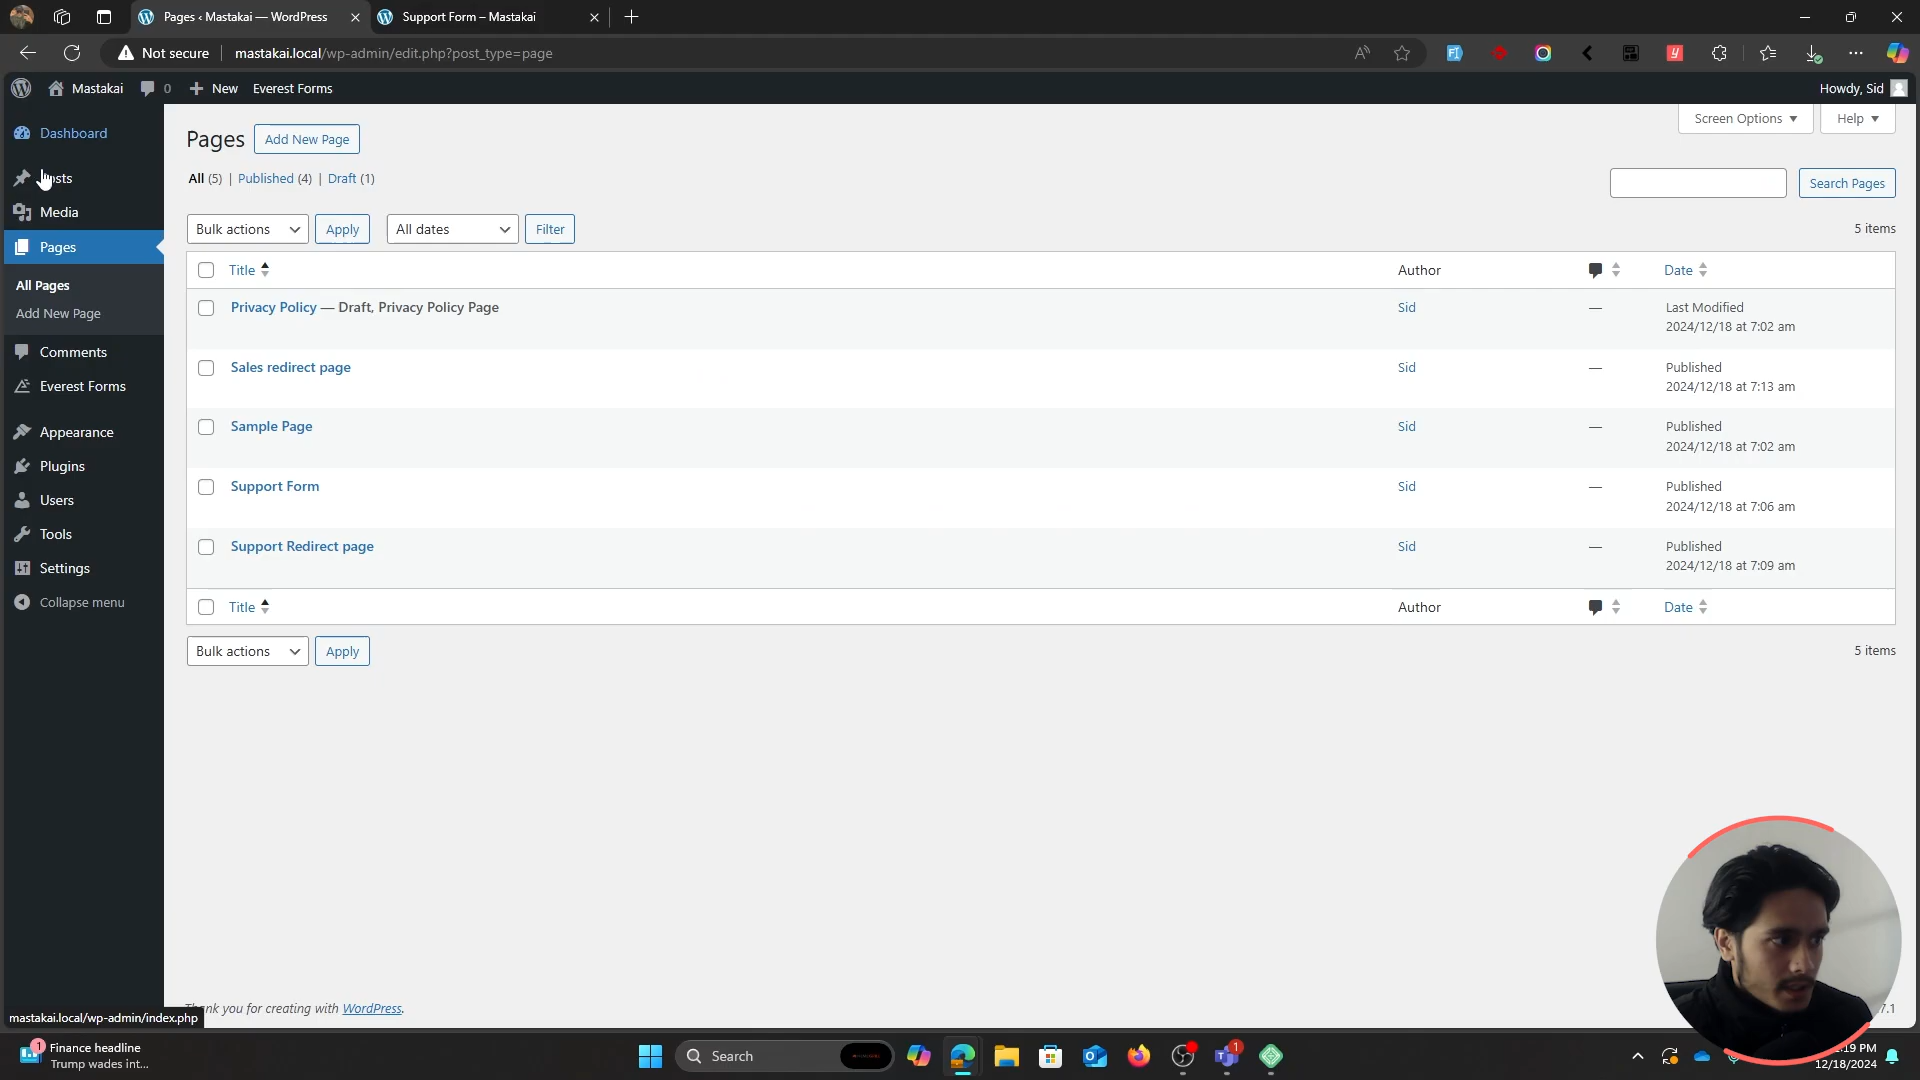 Pages ‹ Mastakai — WordPress
Support Form – Mastakai
Not secure
mastakai.local/wp-admin/edit.php?post_type=page
Mastakai
0
New
Everest Forms
Howdy, Sid
Dashboard
Media
Pages
All Pages
Add New Page
Comments
Everest Forms
Appearance
Plugins
Users
Tools
Settings
Collapse menu
Pages
Add New Page
Screen Options
Help
All (5) | Published (4) | Draft (1)
Search Pages
Bulk actions
Apply
All dates
Filter
5 items
Title
Author
Date
Privacy Policy — Draft, Privacy Policy Page
Sid
—
Last Modified
2024/12/18 at 7:02 am
Sales redirect page
Sid
—
Published
2024/12/18 at 7:13 am
Sample Page
Sid
—
Published
2024/12/18 at 7:02 am
Support Form
Sid
—
Published
2024/12/18 at 7:06 am
Support Redirect page
Sid
—
Published
2024/12/18 at 7:09 am
Title
Author
Date
Bulk actions
Apply
5 items
you for creating with WordPress.
mastakai.local/wp-admin/index.php
1
Finance headline
Trump wades int...
Search
1
:19 PM
12/18/2024